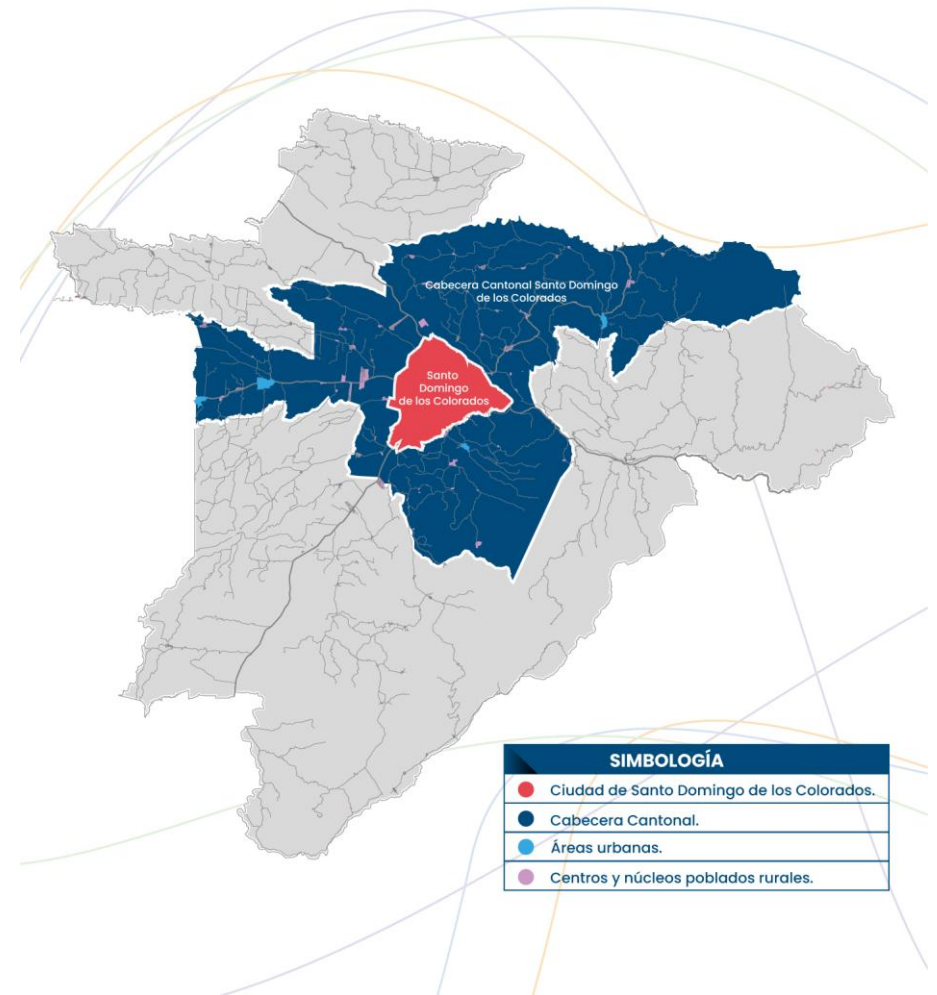 Cabecera Cantonal Santo Domingo
de los Colorados
Santo
Domingo
de los Colorados
SIMBOLOGÍA
Ciudad de Santo Domingo de los Colorados.
Cabecera Cantonal.
Áreas urbanas.
Centros y núcleos poblados rurales.